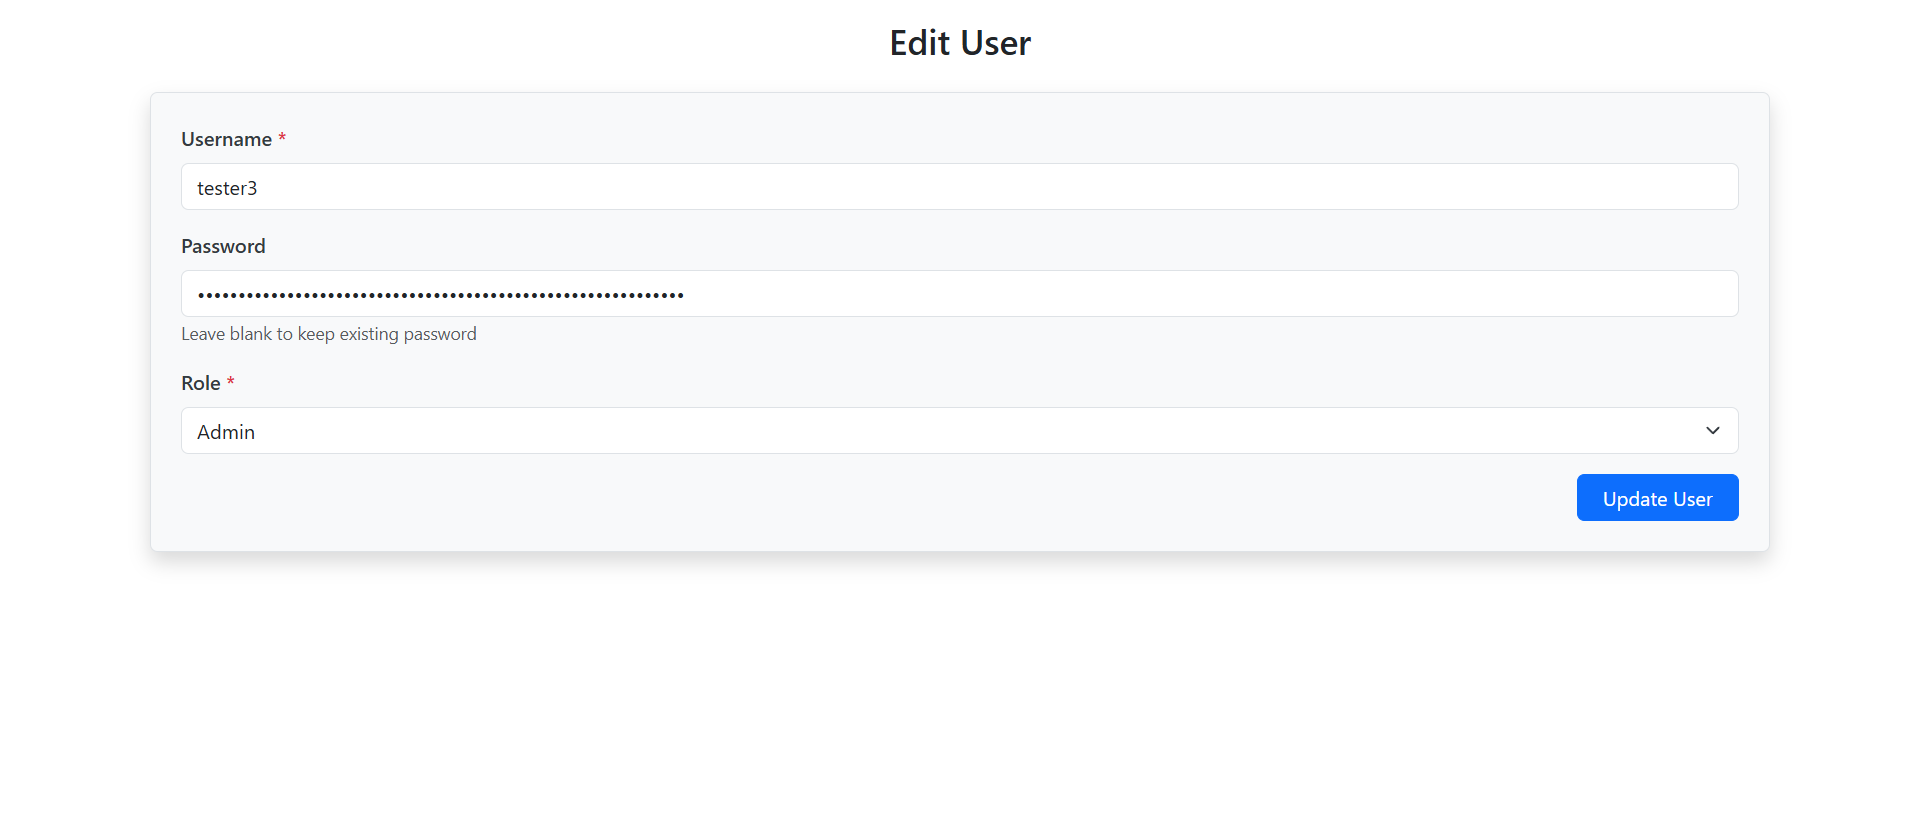 Edit User
Username *
tester3
Password
••••••••••••••••••••••••••••••••••••••••••••••••••••••••••••
Leave blank to keep existing password
Role *
Admin
Update User